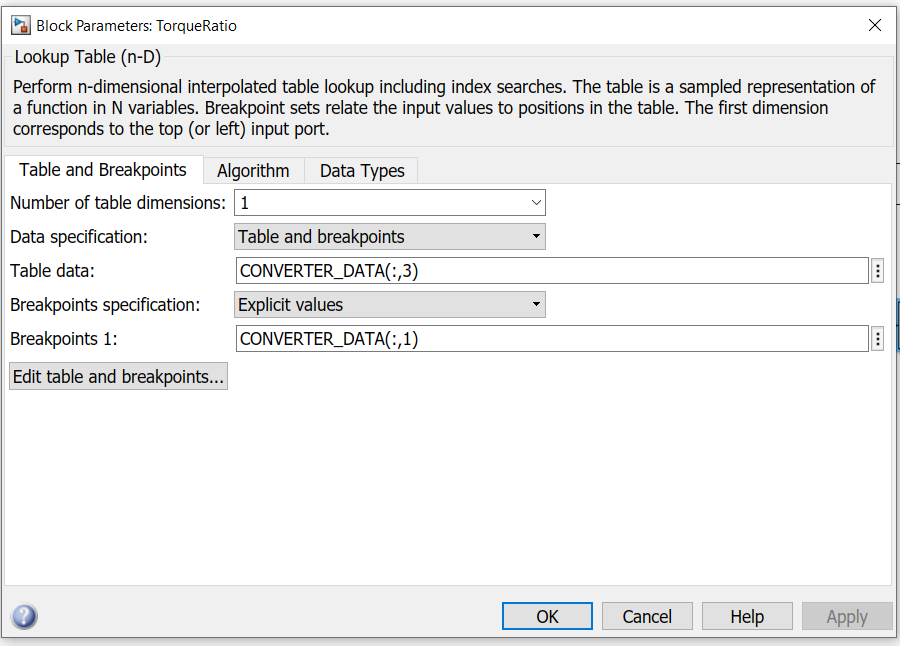 Block Parameters: TorqueRatio
Lookup Table (n-D)
Perform n-dimensional interpolated table lookup including index searches. The table is a sampled representation of
a function in N variables. Breakpoint sets relate the input values to positions in the table. The first dimension
corresponds to the top (or left) input port.
Table and Breakpoints Algorithm Data Types
Number of table dimensions: 1
Data specification: Table and breakpoints
Table data: CONVERTER_DATA(:,3)
Breakpoints specification: Explicit values
Breakpoints 1: CONVERTER_DATA(:,1)
Edit table and breakpoints...
? OK Cancel Help Apply